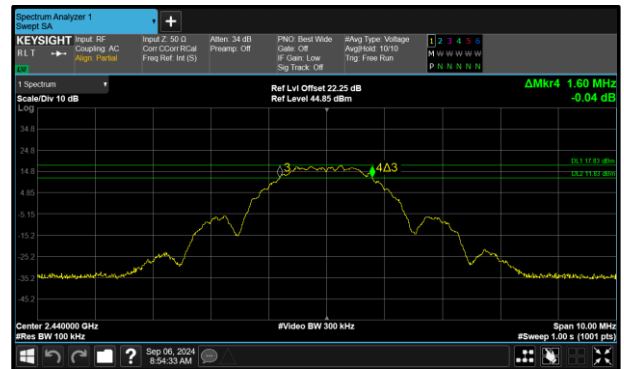 Spectrum Analyzer 1
Swept SA
+
KEYSIGHT
RLT
Input: RF
Coupling: AC
Align: Partial
Input Z: 50 Ω
Corr CCorr RCal
Freq Ref: Int (S)
Atten: 34 dB
Preamp: Off
PNO: Best Wide
Gate: Off
IF Gain: Low
Sig Track: Off
#Avg Type: Voltage
Avg|Hold: 10/10
Trig: Free Run
1 2 3 4 5 6
M W W W W W
P N N N N N
1 Spectrum
Scale/Div 10 dB
Ref Lvl Offset 22.25 dB
Ref Level 44.85 dBm
ΔMkr4 1.60 MHz
-0.04 dB
Log
34.8
24.8
14.8
4.85
-5.15
-15.2
-25.2
-35.2
-45.2
3
4Δ3
DL1 17.83 dBm
DL2 11.83 dBm
Center 2.440000 GHz
#Res BW 100 kHz
#Video BW 300 kHz
Span 10.00 MHz
#Sweep 1.00 s (1001 pts)
?
Sep 06, 2024
8:54:33 AM